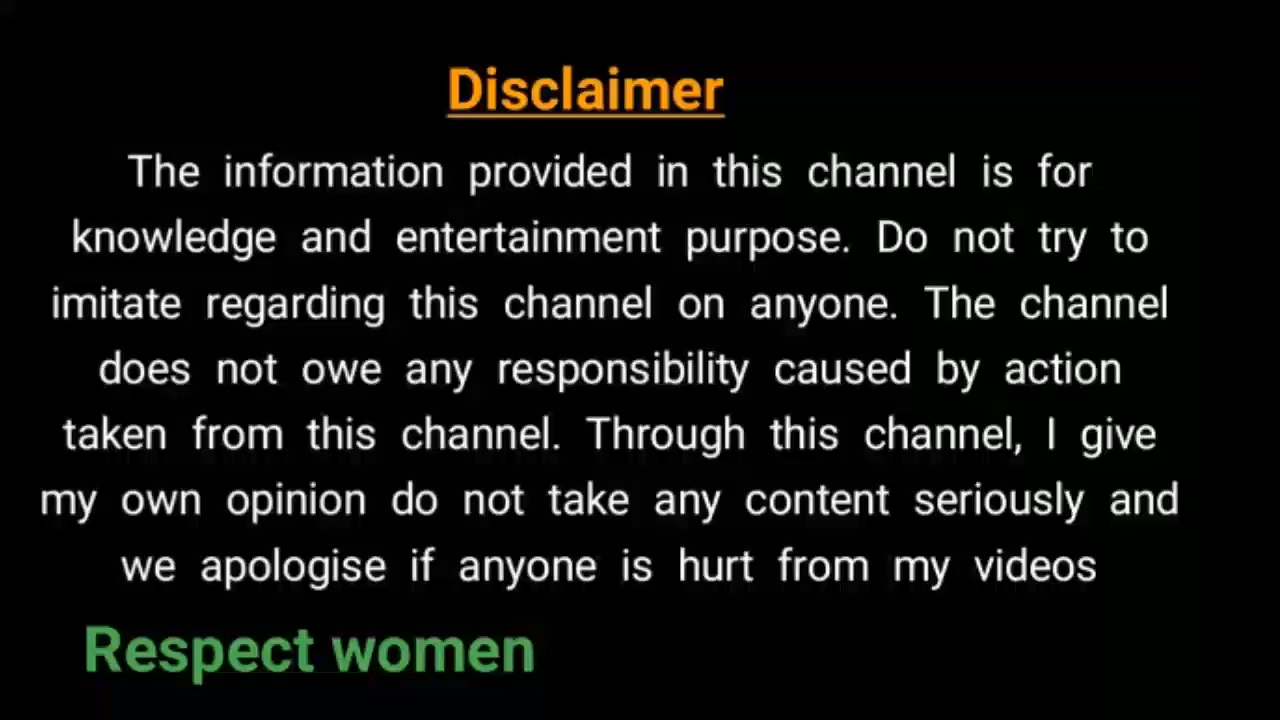 Disclaimer
The information provided in this channel is for
knowledge and entertainment purpose. Do not try to
imitate regarding this channel on anyone. The channel
does not owe any responsibility caused by action
taken from this channel. Through this channel, I give
my own opinion do not take any content seriously and
we apologise if anyone is hurt from my videos
Respect women